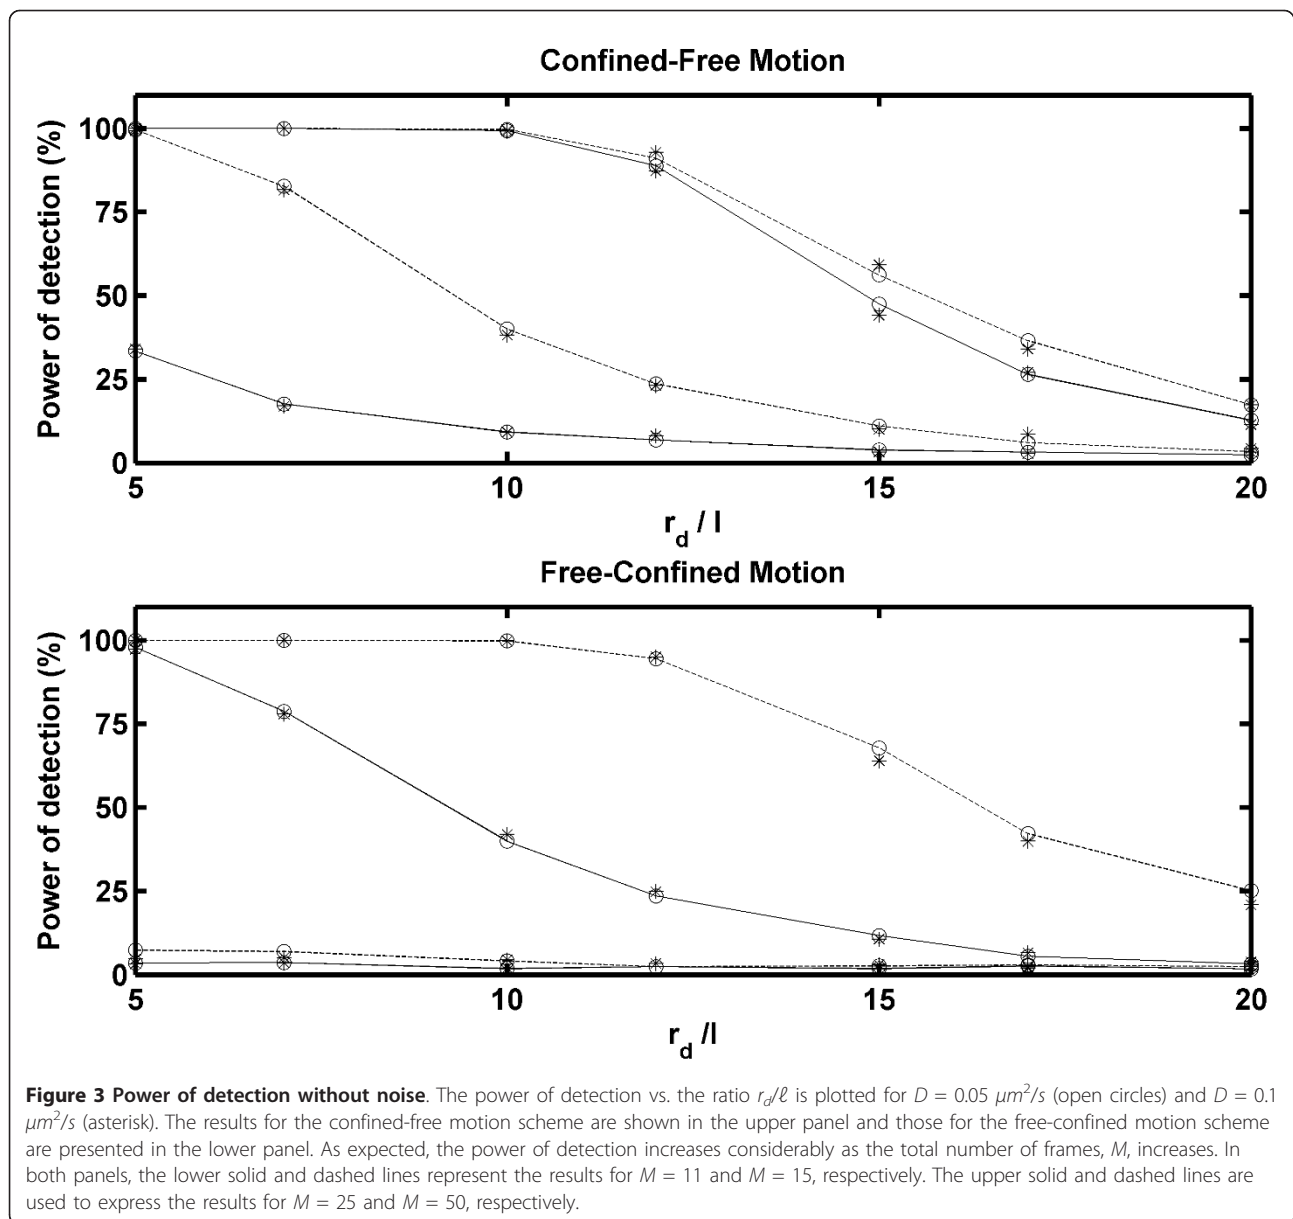 Confined-Free Motion
Power of detection (%)
100
75
50
25
0
5 10 15 20
r_d / l
Free-Confined Motion
Power of detection (%)
100
75
50
25
0
5 10 15 20
r_d /l
Figure 3 Power of detection without noise. The power of detection vs. the ratio r_d/ℓ is plotted for D = 0.05 μm²/s (open circles) and D = 0.1
μm²/s (asterisk). The results for the confined-free motion scheme are shown in the upper panel and those for the free-confined motion scheme
are presented in the lower panel. As expected, the power of detection increases considerably as the total number of frames, M, increases. In
both panels, the lower solid and dashed lines represent the results for M = 11 and M = 15, respectively. The upper solid and dashed lines are
used to express the results for M = 25 and M = 50, respectively.